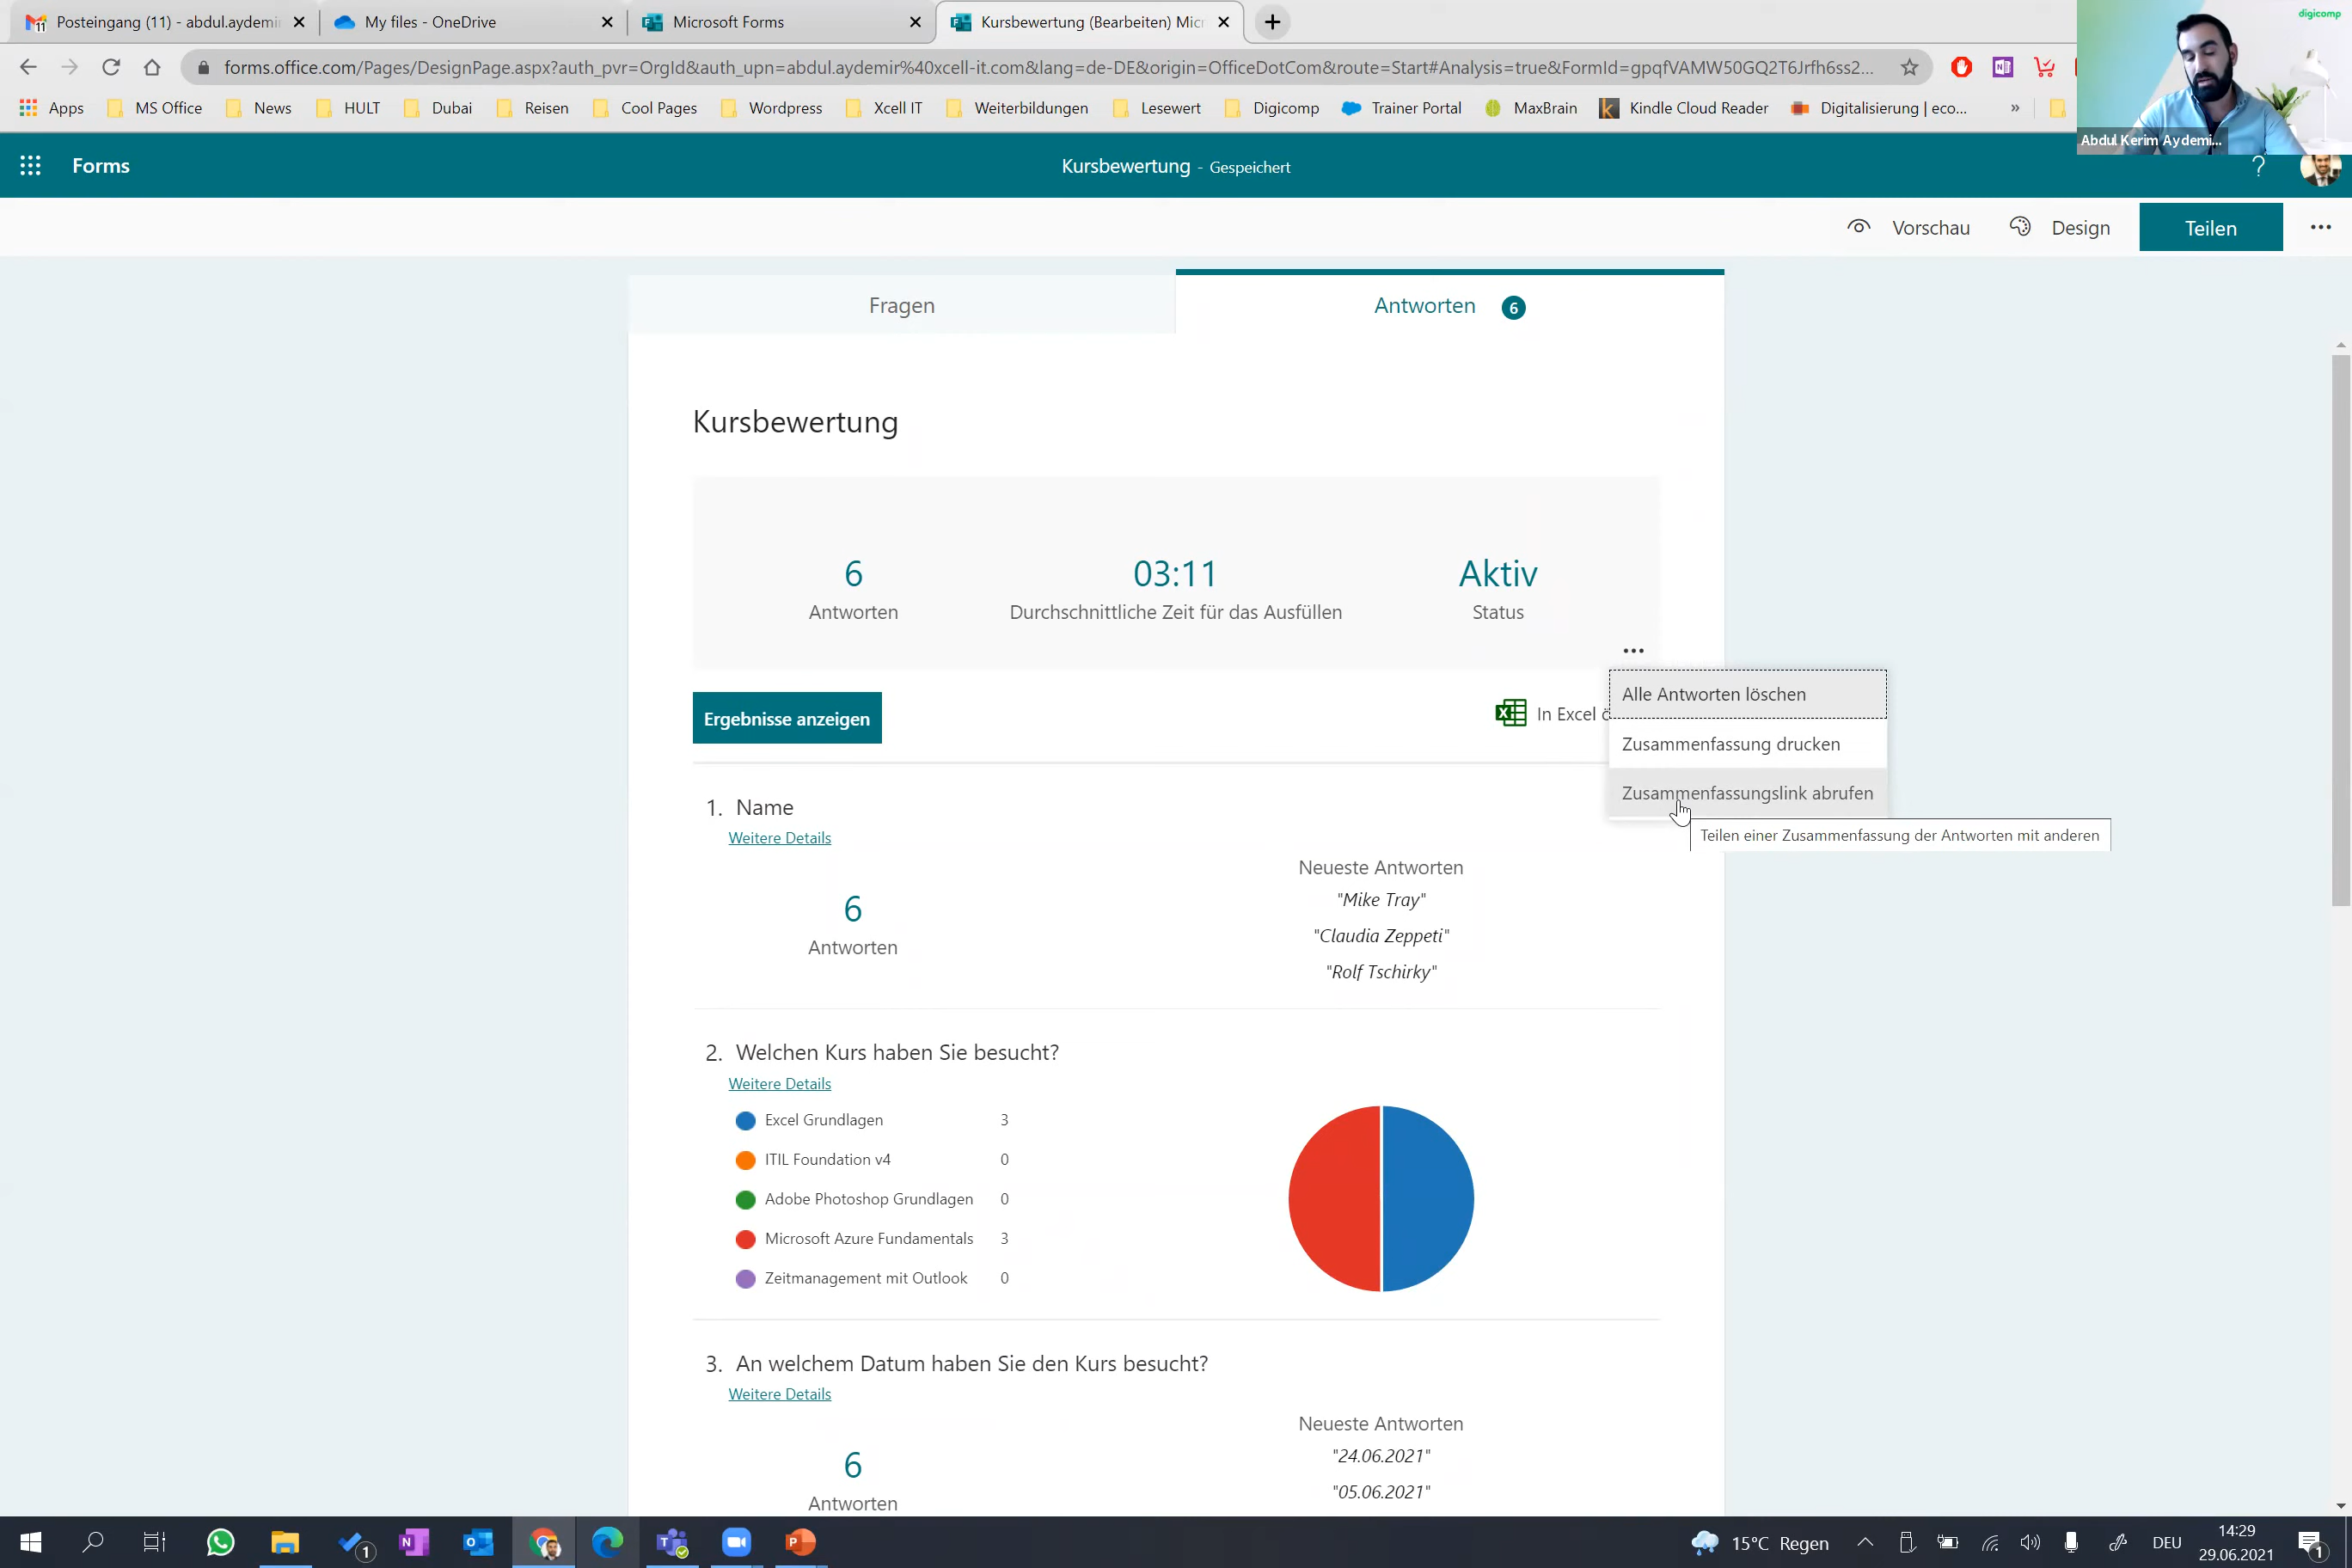 Posteingang (11) - abdul.aydemi
My files - OneDrive
Microsoft Forms
Kursbewertung (Bearbeiten) Micr
digicomp
forms.office.com/Pages/DesignPage.aspx?auth_pvr=OrgId&auth_upn=abdul.aydemir%40xcell-it.com&lang=de-DE&origin=OfficeDotCom&route=Start#Analysis=true&FormId=gpqfVAMW50GQ2T6Jrfh6ss2...
Apps
MS Office
News
HULT
Dubai
Reisen
Cool Pages
Wordpress
Xcell IT
Weiterbildungen
Lesewert
Digicomp
Trainer Portal
MaxBrain
Kindle Cloud Reader
Digitalisierung | eco...
»
Abdul Kerim Aydemi...
Forms
Kursbewertung - Gespeichert
?
Vorschau
Design
Teilen
Fragen
Antworten 6
Kursbewertung
6
Antworten
03:11
Durchschnittliche Zeit für das Ausfüllen
Aktiv
Status
Ergebnisse anzeigen
In Excel ö
Alle Antworten löschen
Zusammenfassung drucken
Zusammenfassungslink abrufen
Teilen einer Zusammenfassung der Antworten mit anderen
1. Name
Weitere Details
6
Antworten
Neueste Antworten
"Mike Tray"
"Claudia Zeppeti"
"Rolf Tschirky"
2. Welchen Kurs haben Sie besucht?
Weitere Details
Excel Grundlagen 3
ITIL Foundation v4 0
Adobe Photoshop Grundlagen 0
Microsoft Azure Fundamentals 3
Zeitmanagement mit Outlook 0
3. An welchem Datum haben Sie den Kurs besucht?
Weitere Details
6
Antworten
Neueste Antworten
"24.06.2021"
"05.06.2021"
1
15°C Regen
DEU
14:29
29.06.2021
1